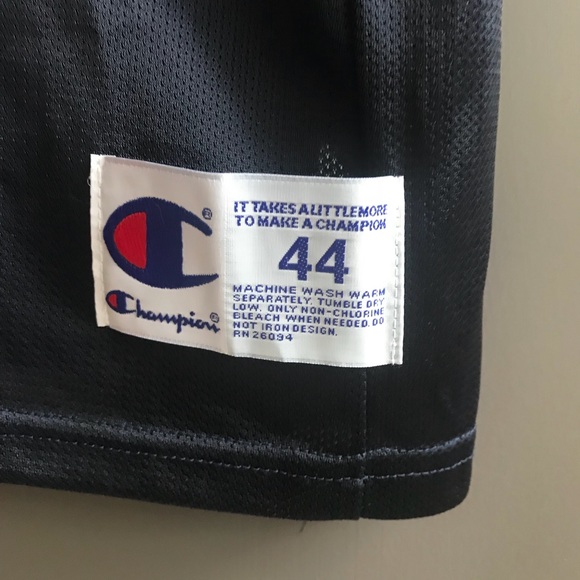 IT TAKES A LITTLE MORE
TO MAKE A CHAMPION
44
MACHINE WASH WARM
SEPARATELY. TUMBLE DRY
LOW. ONLY NON-CHLORINE
BLEACH WHEN NEEDED. DO
NOT IRON DESIGN.
RN 26094
Champion